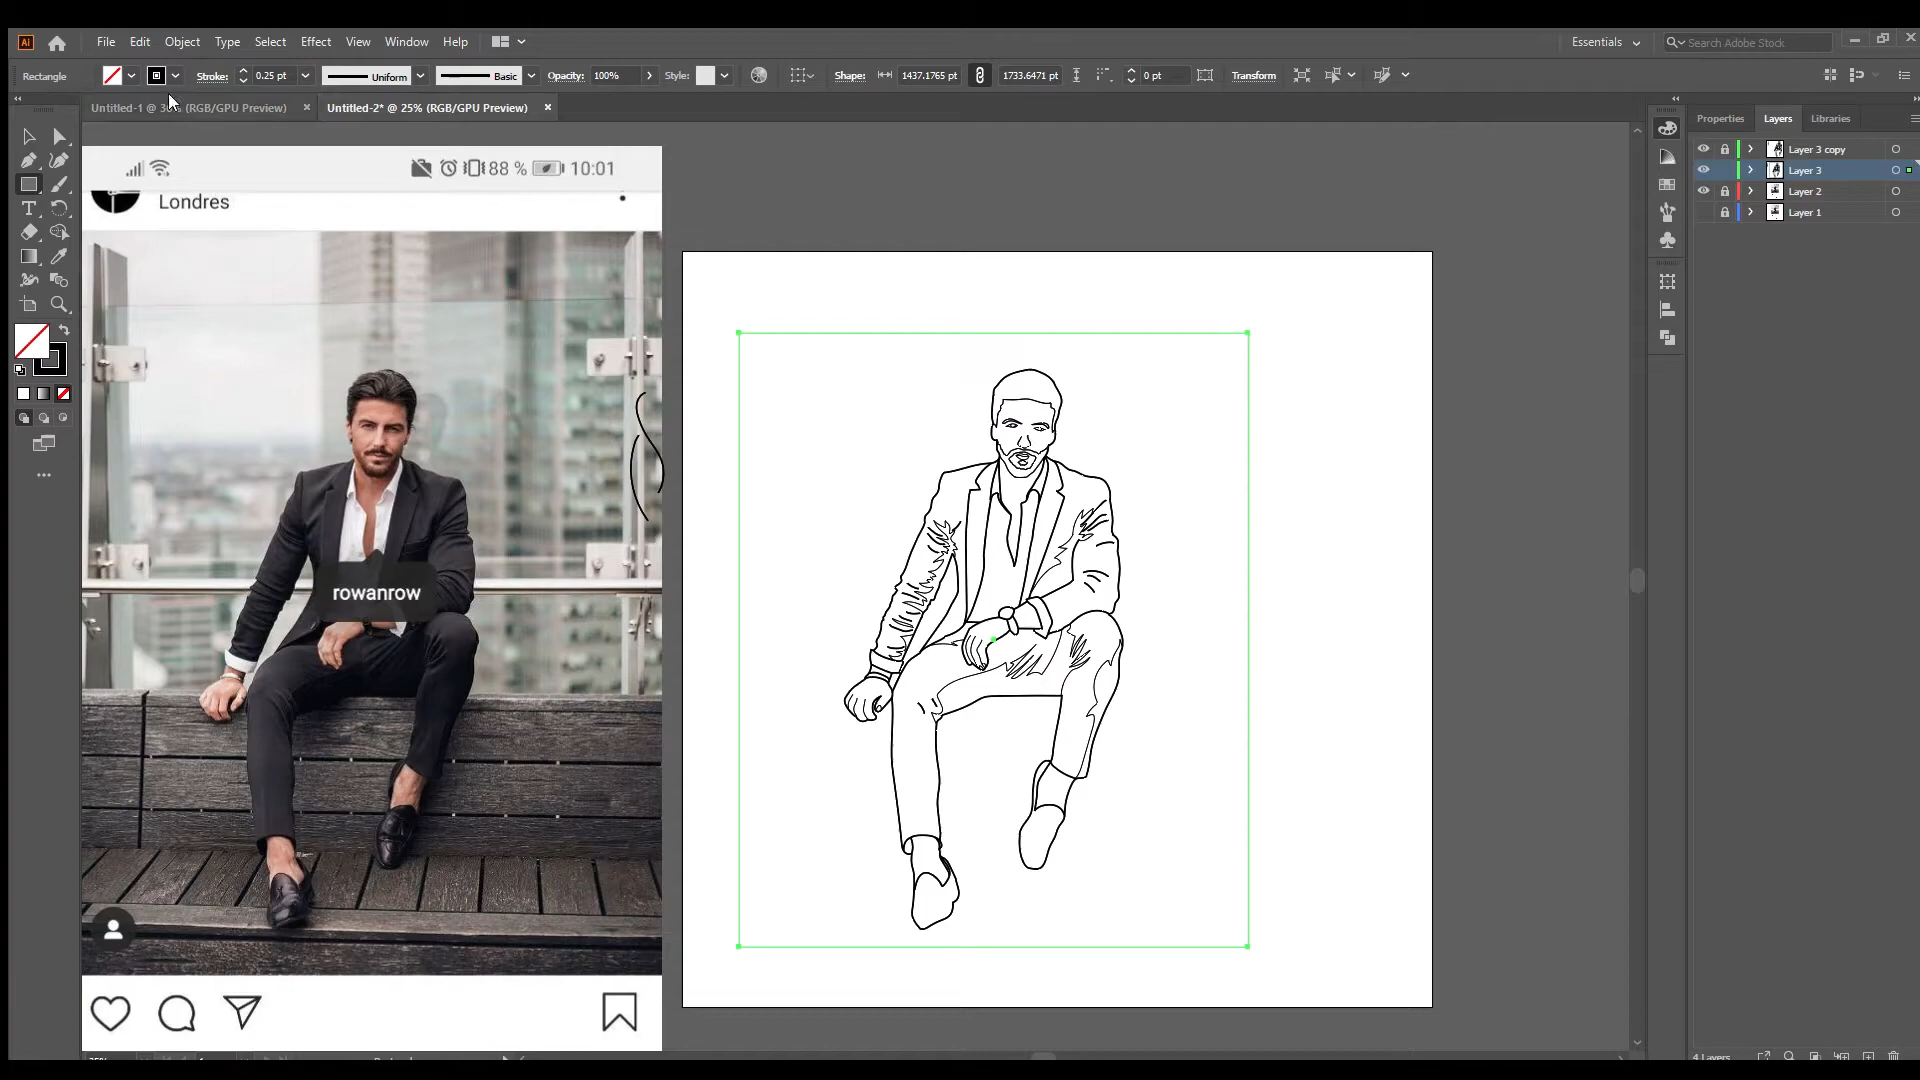 Ai File Edit Object Type Select Effect View Window Help Essentials Search Adobe Stock
Rectangle Stroke: 0.25 pt Uniform Basic Opacity: 100% Style: Shape: 1437.1765 pt 1733.6471 pt 0 pt Transform
Untitled-1 @ (RGB/GPU Preview) × Untitled-2* @ 25% (RGB/GPU Preview) ×
Properties Layers Libraries
Layer 3 copy
Layer 3
Layer 2
Layer 1
88 % 10:01
Londres
rowanrow
4 Layers